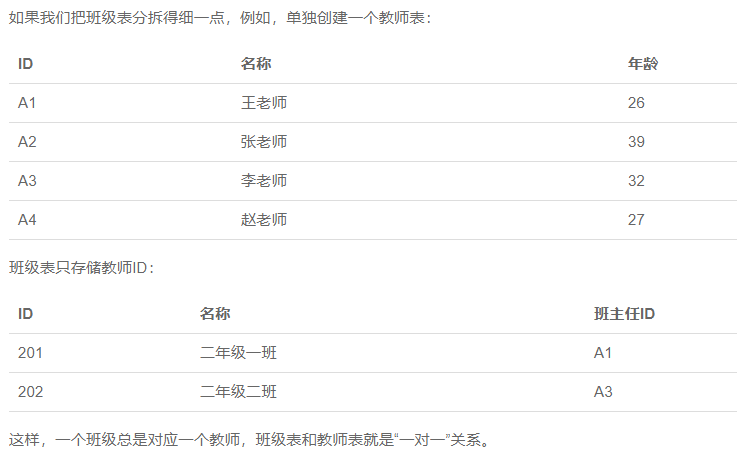 如果我们把班级表分拆得细一点，例如，单独创建一个教师表：
ID 名称 年龄
A1 王老师 26
A2 张老师 39
A3 李老师 32
A4 赵老师 27
班级表只存储教师ID：
ID 名称 班主任ID
201 二年级一班 A1
202 二年级二班 A3
这样，一个班级总是对应一个教师，班级表和教师表就是“一对一”关系。